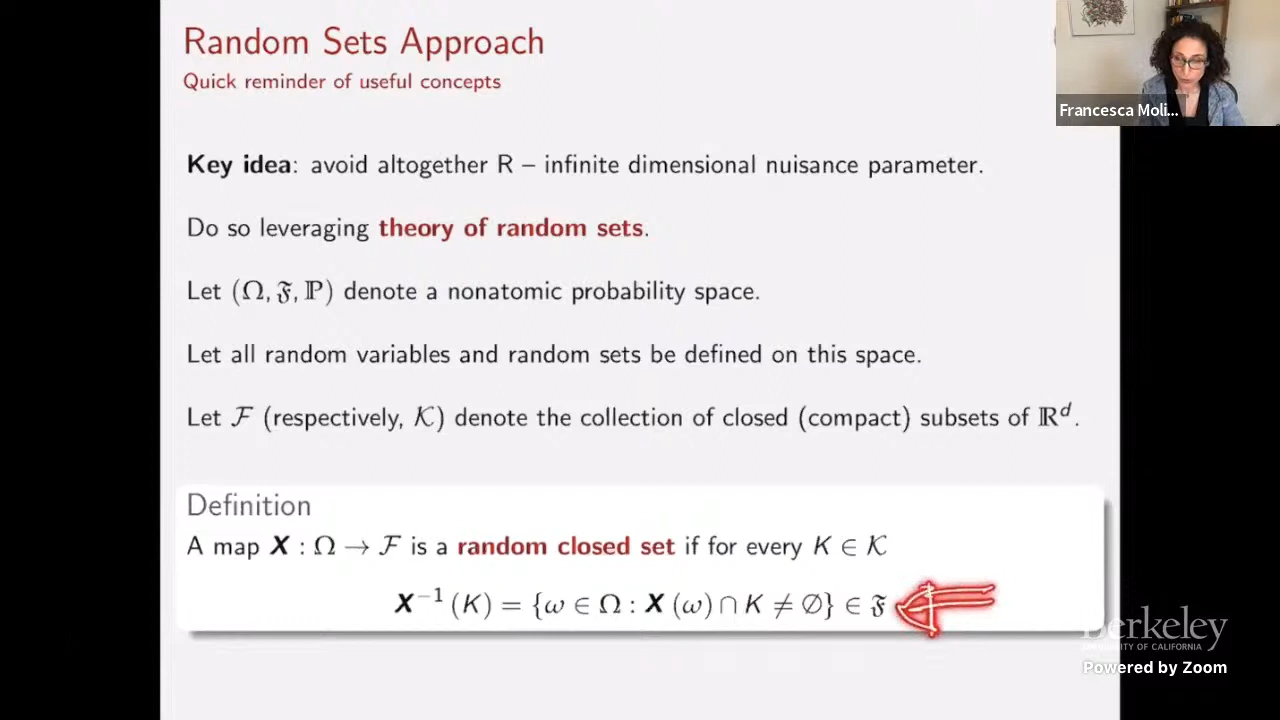 Random Sets Approach
Quick reminder of useful concepts
Francesca Moli...
Key idea: avoid altogether R – infinite dimensional nuisance parameter.
Do so leveraging theory of random sets.
Let (Ω, 𝔉, ℙ) denote a nonatomic probability space.
Let all random variables and random sets be defined on this space.
Let ℱ (respectively, 𝒦) denote the collection of closed (compact) subsets of ℝᵈ.
Definition
A map X : Ω → ℱ is a random closed set if for every K ∈ 𝒦
X⁻¹ (K) = {ω ∈ Ω : X (ω) ∩ K ≠ ∅} ∈ 𝔉
Berkeley
UNIVERSITY OF CALIFORNIA
Powered by Zoom